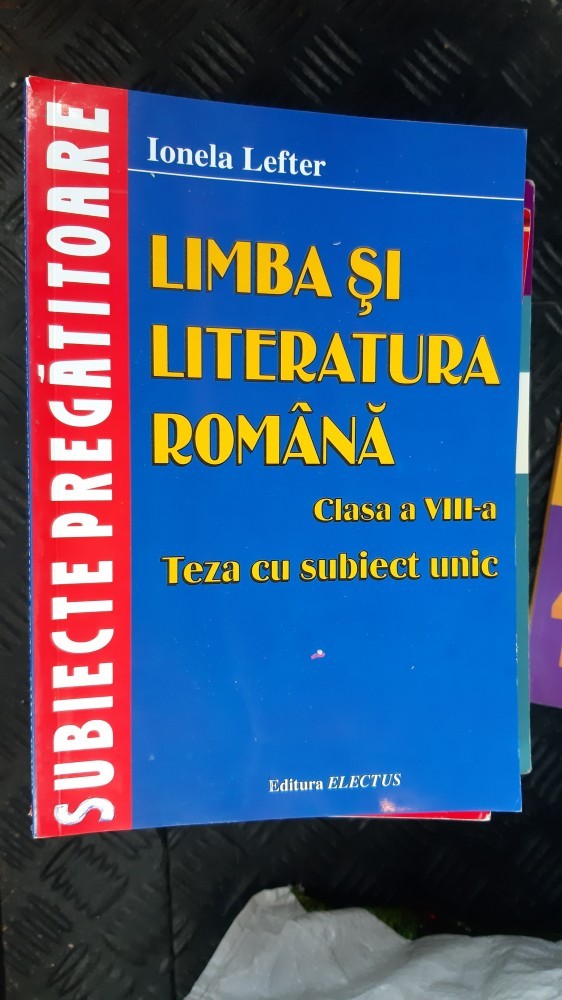 SUBIECTE PREGĂTITOARE
Ionela Lefter
LIMBA ŞI
LITERATURA
ROMÂNĂ
Clasa a VIII-a
Teza cu subiect unic
Editura ELECTUS